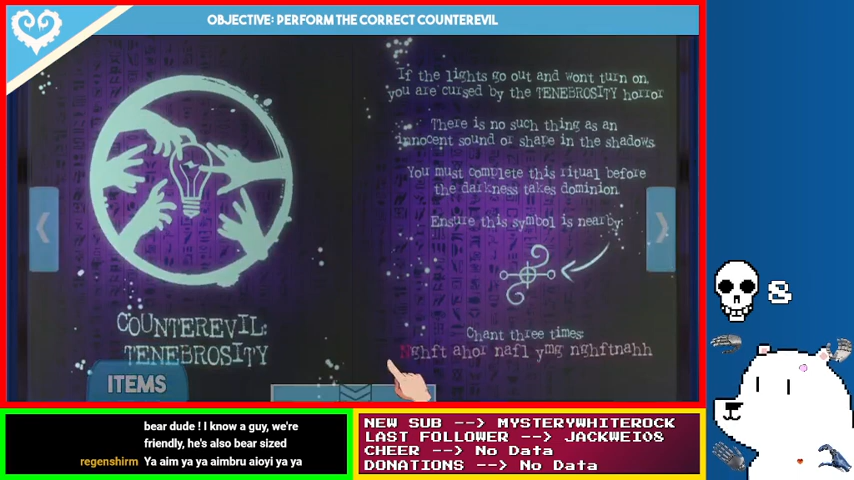 OBJECTIVE: PERFORM THE CORRECT COUNTEREVIL
If the lights go out and wont turn on,
you are cursed by the TENEBROSITY horror
There is no such thing as an
innocent sound or shape in the shadows
You must complete this ritual before
the darkness takes dominion
Ensure this symbol is nearby:
Chant three times:
Nghft ahor nafl ymg nghftnahh
COUNTEREVIL:
TENEBROSITY
ITEMS
8
bear dude ! I know a guy, we're
friendly, he's also bear sized
regenshirm Ya aim ya ya aimbru aioyi ya ya
NEW SUB --> MYSTERYWHITEROCK
LAST FOLLOWER --> JACKWEI08
CHEER --> No Data
DONATIONS --> No Data